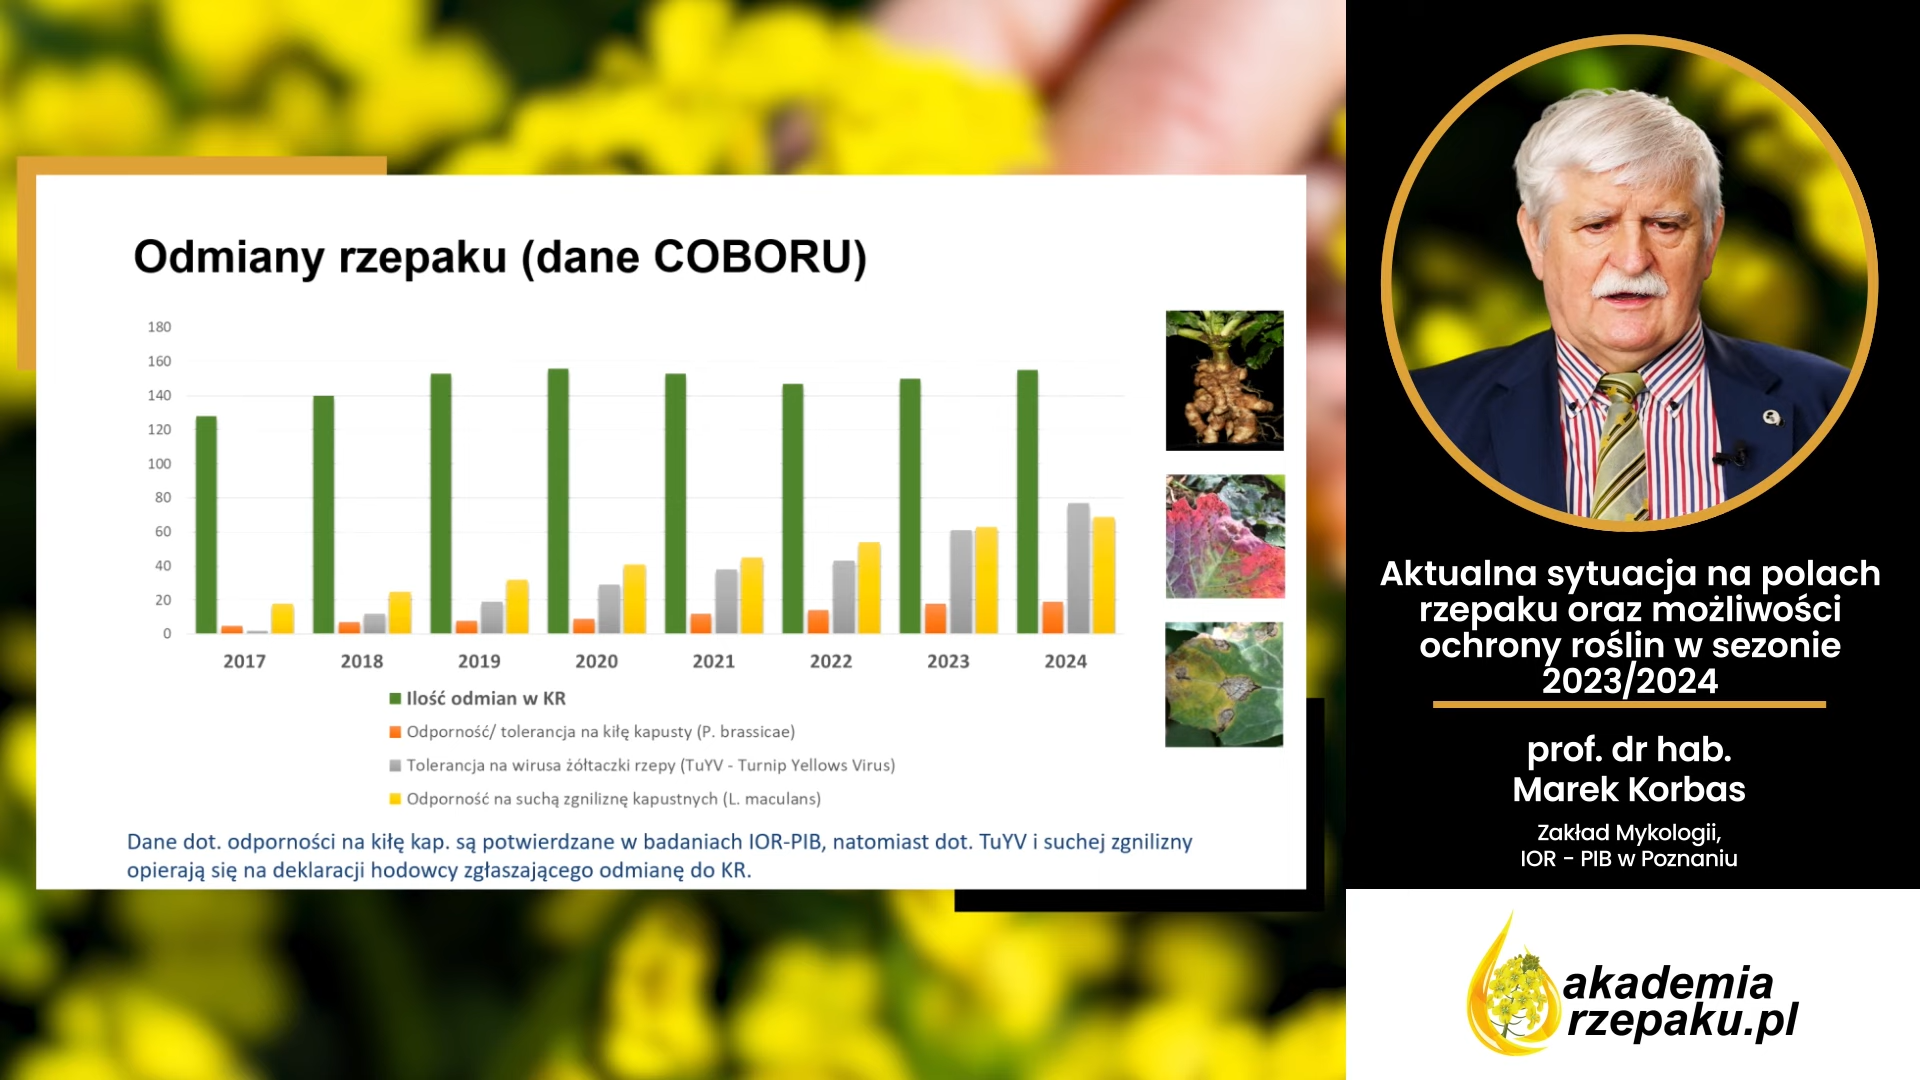 Odmiany rzepaku (dane COBORU)
180
160
140
120
100
80
60
40
20
0
2017 2018 2019 2020 2021 2022 2023 2024
Ilość odmian w KR
Odporność/ tolerancja na kiłę kapusty (P. brassicae)
Tolerancja na wirusa żółtaczki rzepy (TuYV - Turnip Yellows Virus)
Odporność na suchą zgniliznę kapustnych (L. maculans)
Dane dot. odporności na kiłę kap. są potwierdzane w badaniach IOR-PIB, natomiast dot. TuYV i suchej zgnilizny
opierają się na deklaracji hodowcy zgłaszającego odmianę do KR.
Aktualna sytuacja na polach
rzepaku oraz możliwości
ochrony roślin w sezonie
2023/2024
prof. dr hab.
Marek Korbas
Zakład Mykologii,
IOR - PIB w Poznaniu
akademia
rzepaku.pl